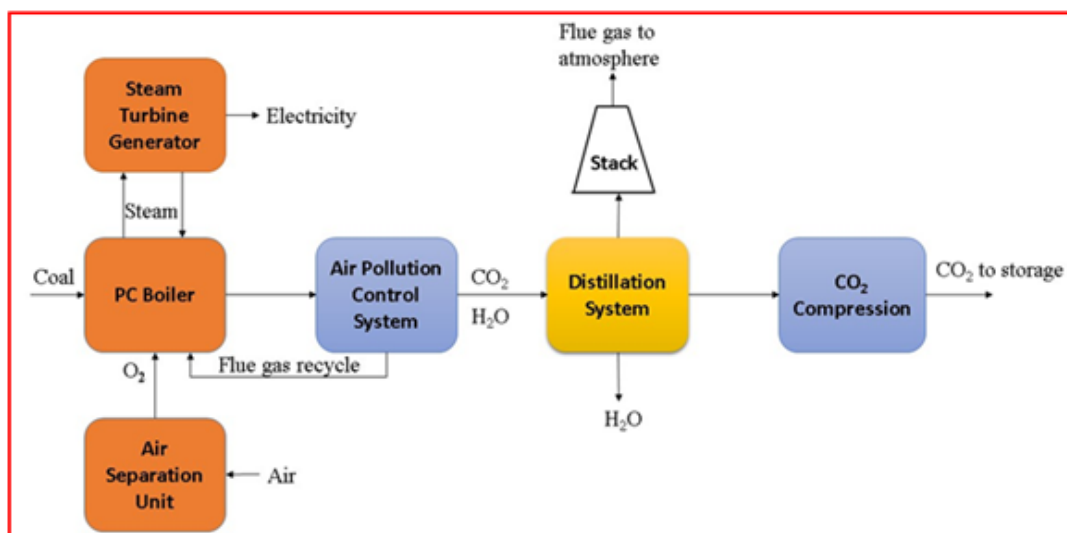 Flue gas to
atmosphere
Steam
Turbine
Generator
Electricity
Stack
Steam
Coal
PC Boiler
Air Pollution
Control
System
CO₂
H₂O
Distillation
System
CO₂
Compression
CO₂ to storage
O₂
Flue gas recycle
H₂O
Air
Separation
Unit
Air